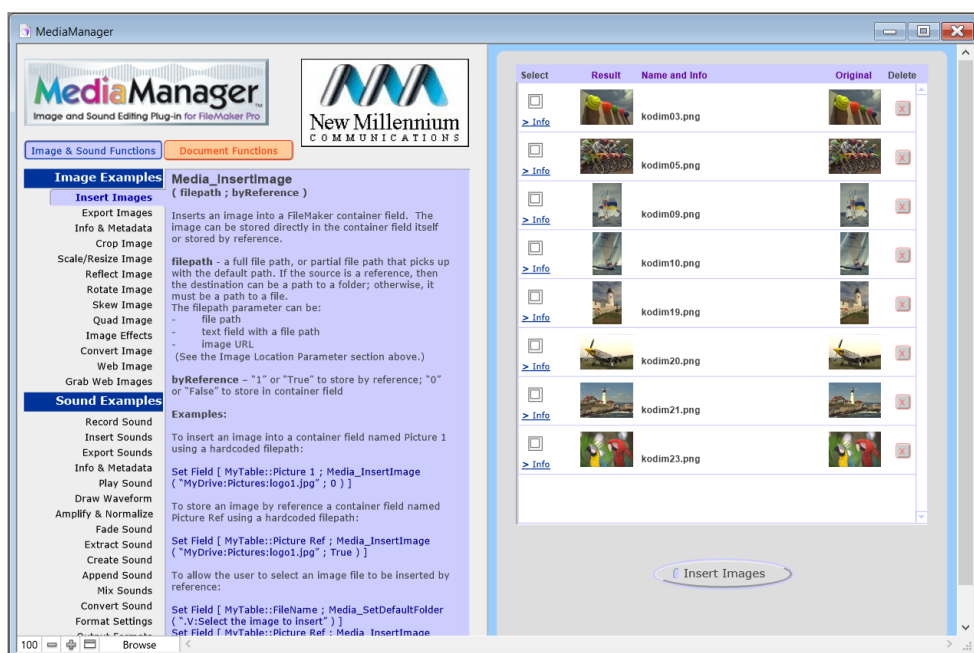 MediaManager
MediaManager™
Image and Sound Editing Plug-in for FileMaker Pro
New Millennium
COMMUNICATIONS
Image & Sound Functions
Document Functions
Image Examples
Insert Images
Export Images
Info & Metadata
Crop Image
Scale/Resize Image
Reflect Image
Rotate Image
Skew Image
Quad Image
Image Effects
Convert Image
Web Image
Grab Web Images
Sound Examples
Record Sound
Insert Sounds
Export Sounds
Info & Metadata
Play Sound
Draw Waveform
Amplify & Normalize
Fade Sound
Extract Sound
Create Sound
Append Sound
Mix Sounds
Convert Sound
Format Settings
Output Formats
Media_InsertImage
( filepath ; byReference )
Inserts an image into a FileMaker container field. The
image can be stored directly in the container field itself
or stored by reference.
filepath - a full file path, or partial file path that picks up
with the default path. If the source is a reference, then
the destination can be a path to a folder; otherwise, it
must be a path to a file.
The filepath parameter can be:
- file path
- text field with a file path
- image URL
(See the Image Location Parameter section above.)
byReference – “1” or “True” to store by reference; “0”
or “False” to store in container field
Examples:
To insert an image into a container field named Picture 1
using a hardcoded filepath:
Set Field [ MyTable::Picture 1 ; Media_InsertImage
( “MyDrive:Pictures:logo1.jpg” ; 0 ) ]
To store an image by reference a container field named
Picture Ref using a hardcoded filepath:
Set Field [ MyTable::Picture Ref ; Media_InsertImage
( “MyDrive:Pictures:logo1.jpg” ; True ) ]
To allow the user to select an image file to be inserted by
reference:
Set Field [ MyTable::FileName ; Media_SetDefaultFolder
( “.V:Select the image to insert” ) ]
Set Field [ MyTable::Picture Ref ; Media_InsertImage
Select Result Name and Info Original Delete
kodim03.png X
> Info
kodim05.png X
> Info
kodim09.png X
> Info
kodim10.png X
> Info
kodim19.png X
> Info
kodim20.png X
> Info
kodim21.png X
> Info
kodim23.png X
> Info
Insert Images
100 Browse